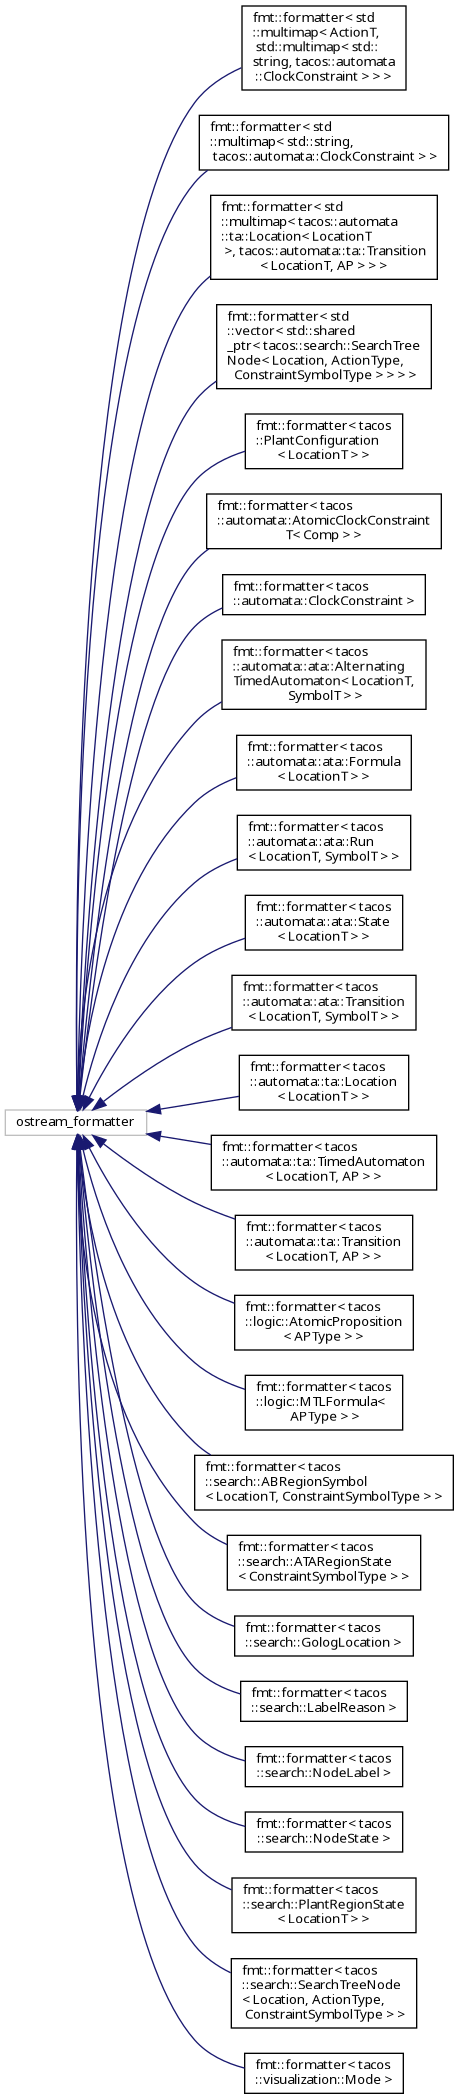 fmt::formatter< std
::multimap< ActionT,
std::multimap< std::
string, tacos::automata
::ClockConstraint > > >
fmt::formatter< std
::multimap< std::string,
tacos::automata::ClockConstraint > >
fmt::formatter< std
::multimap< tacos::automata
::ta::Location< LocationT
>, tacos::automata::ta::Transition
< LocationT, AP > > >
fmt::formatter< std
::vector< std::shared
_ptr< tacos::search::SearchTree
Node< Location, ActionType,
ConstraintSymbolType > > > >
fmt::formatter< tacos
::PlantConfiguration
< LocationT > >
fmt::formatter< tacos
::automata::AtomicClockConstraint
T< Comp > >
fmt::formatter< tacos
::automata::ClockConstraint >
fmt::formatter< tacos
::automata::ata::Alternating
TimedAutomaton< LocationT,
SymbolT > >
fmt::formatter< tacos
::automata::ata::Formula
< LocationT > >
fmt::formatter< tacos
::automata::ata::Run
< LocationT, SymbolT > >
fmt::formatter< tacos
::automata::ata::State
< LocationT > >
fmt::formatter< tacos
::automata::ata::Transition
< LocationT, SymbolT > >
fmt::formatter< tacos
::automata::ta::Location
< LocationT > >
ostream_formatter
fmt::formatter< tacos
::automata::ta::TimedAutomaton
< LocationT, AP > >
fmt::formatter< tacos
::automata::ta::Transition
< LocationT, AP > >
fmt::formatter< tacos
::logic::AtomicProposition
< APType > >
fmt::formatter< tacos
::logic::MTLFormula<
APType > >
fmt::formatter< tacos
::search::ABRegionSymbol
< LocationT, ConstraintSymbolType > >
fmt::formatter< tacos
::search::ATARegionState
< ConstraintSymbolType > >
fmt::formatter< tacos
::search::GologLocation >
fmt::formatter< tacos
::search::LabelReason >
fmt::formatter< tacos
::search::NodeLabel >
fmt::formatter< tacos
::search::NodeState >
fmt::formatter< tacos
::search::PlantRegionState
< LocationT > >
fmt::formatter< tacos
::search::SearchTreeNode
< Location, ActionType,
ConstraintSymbolType > >
fmt::formatter< tacos
::visualization::Mode >